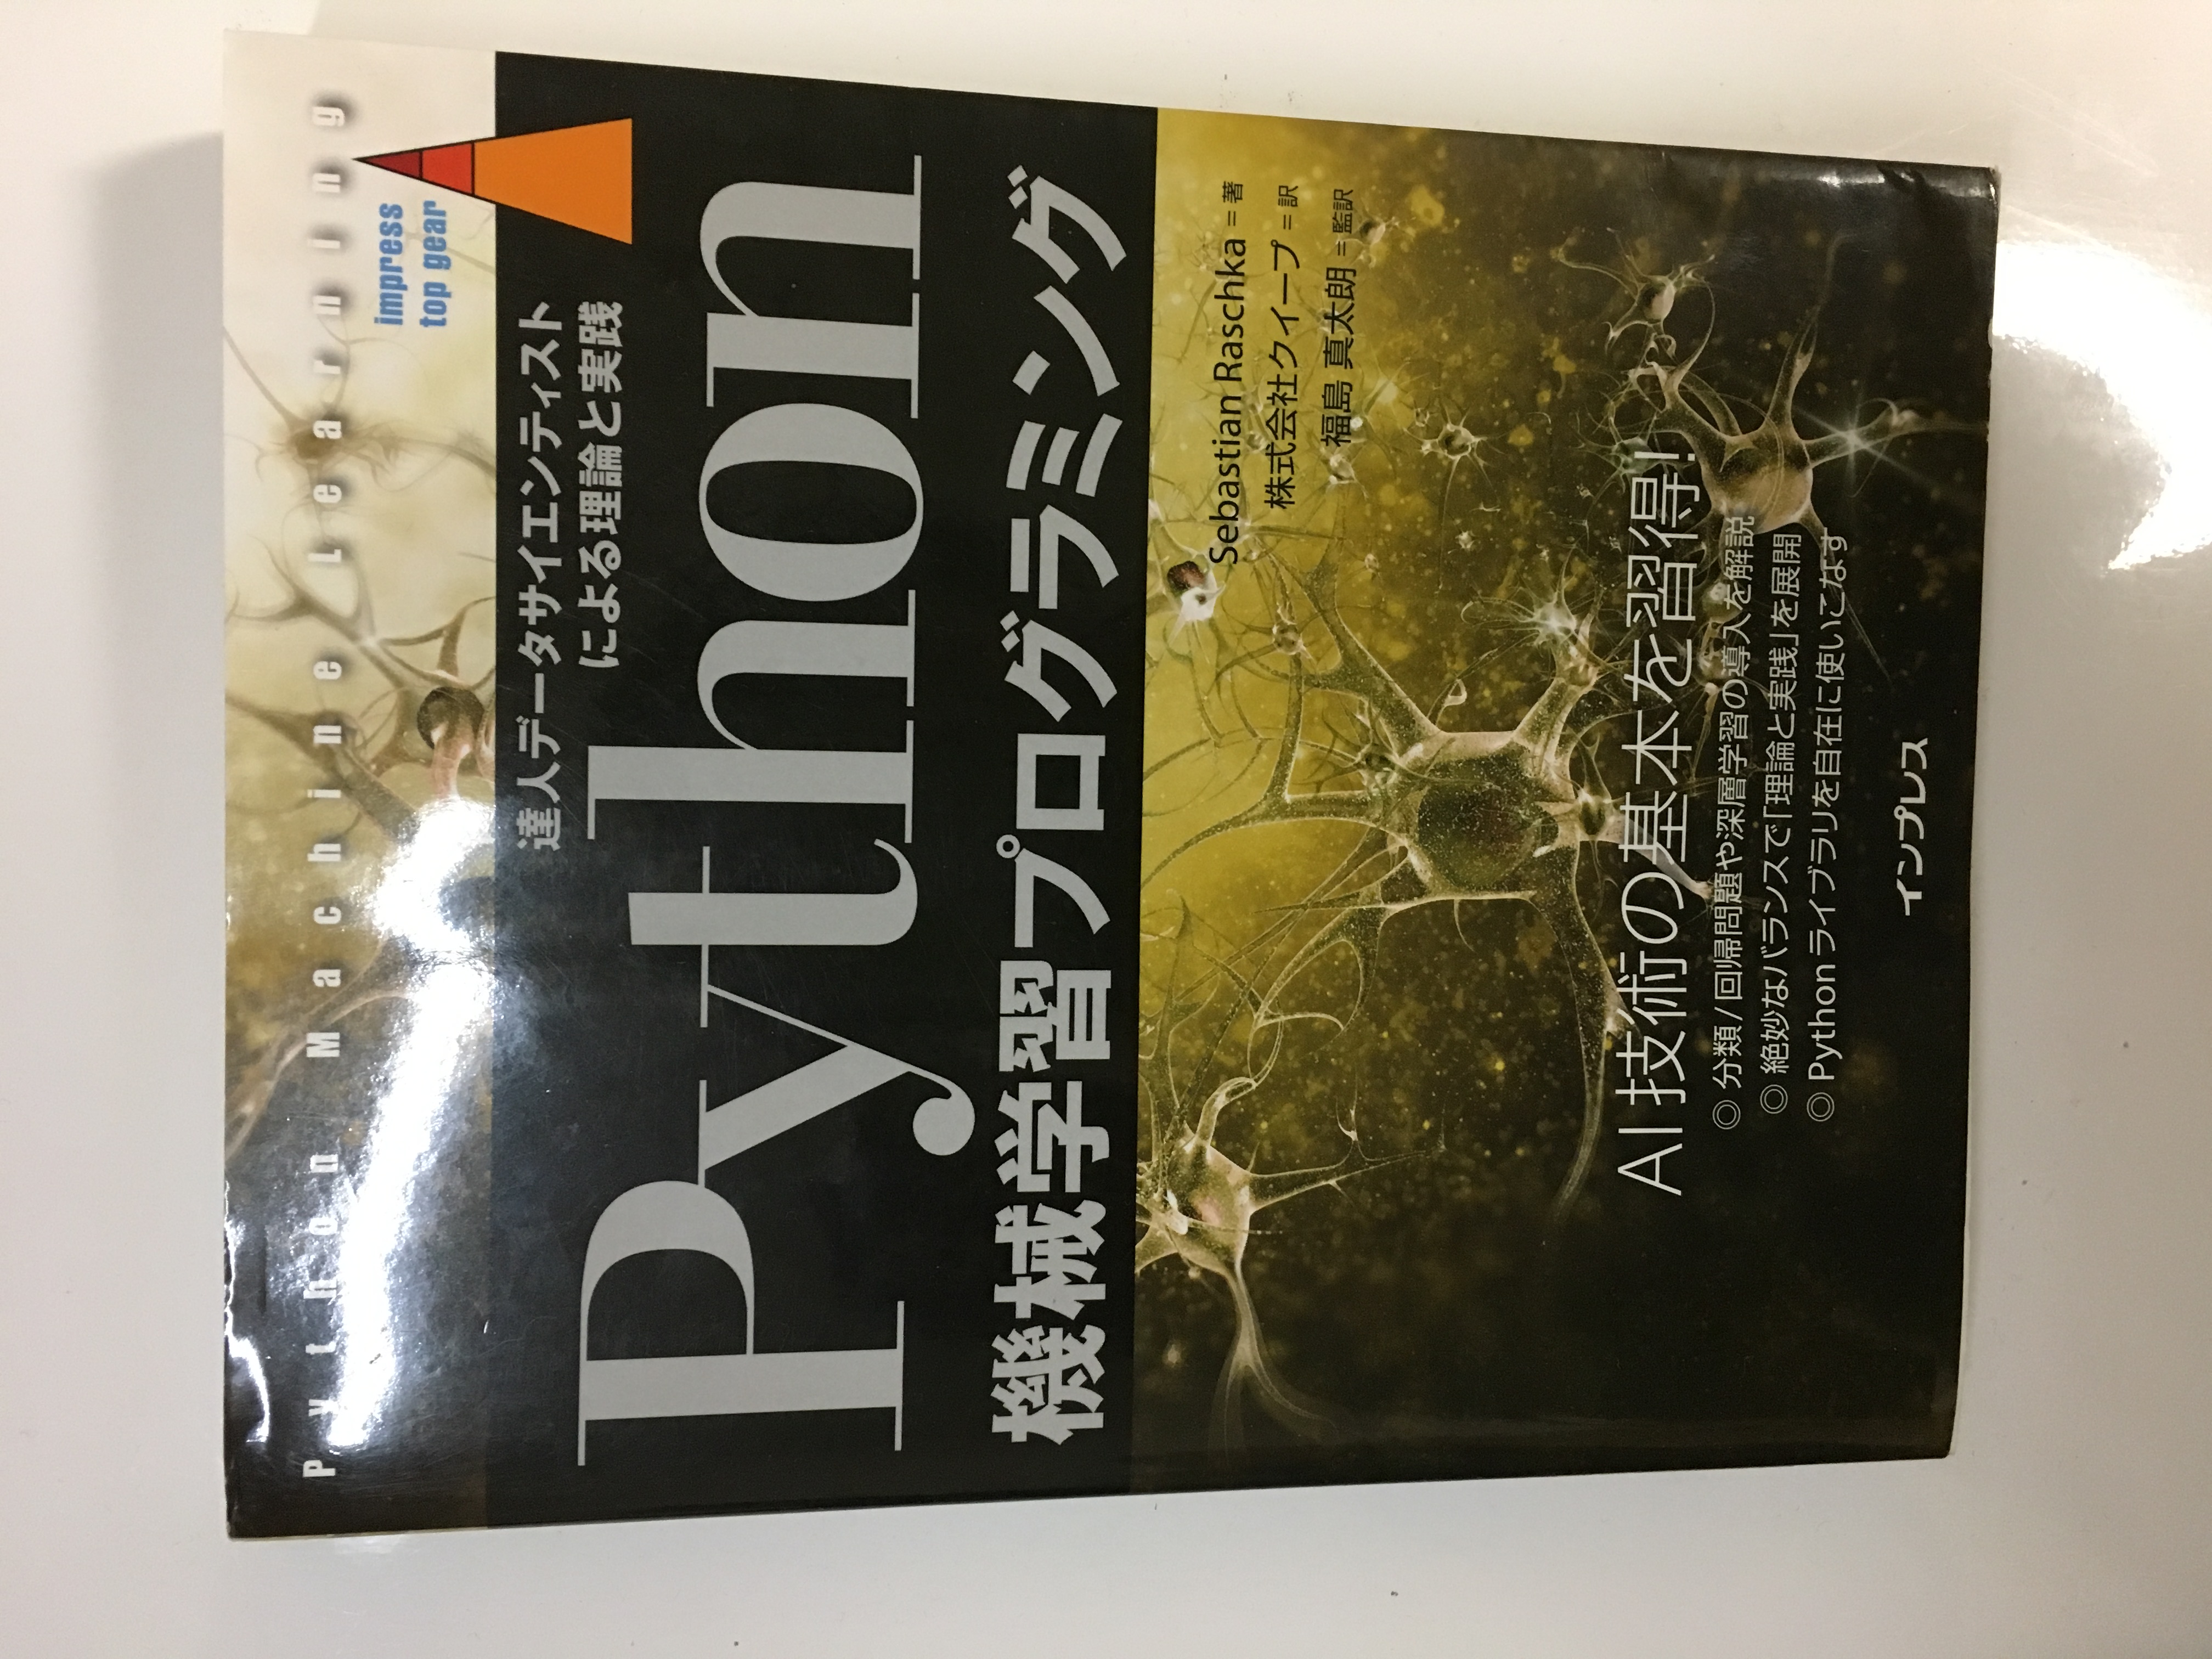 Python Machine Learning
impress
top gear
達人データサイエンティスト
による理論と実践
Python
機械学習プログラミング
Sebastian Raschka = 著
株式会社クイープ = 訳
福島 真太朗 = 監訳
AI技術の基本を習得!
◎ 分類/回帰問題や深層学習の導入を解説
◎ 絶妙なバランスで「理論と実践」を展開
◎ Pythonライブラリを自在に使いこなす
インプレス